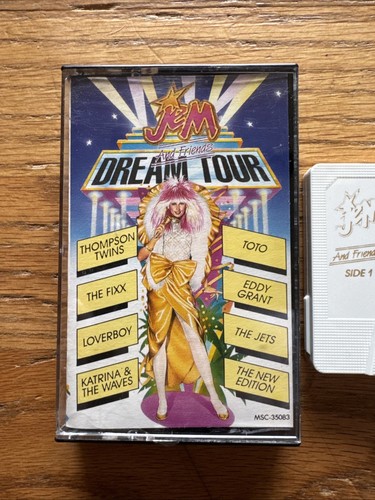 JEM
And Friends
DREAM TOUR
THOMPSON
TWINS
TOTO
THE FIXX
EDDY
GRANT
LOVERBOY
THE JETS
KATRINA &
THE WAVES
THE NEW
EDITION
MSC-35083
JEM
And Friends
SIDE 1